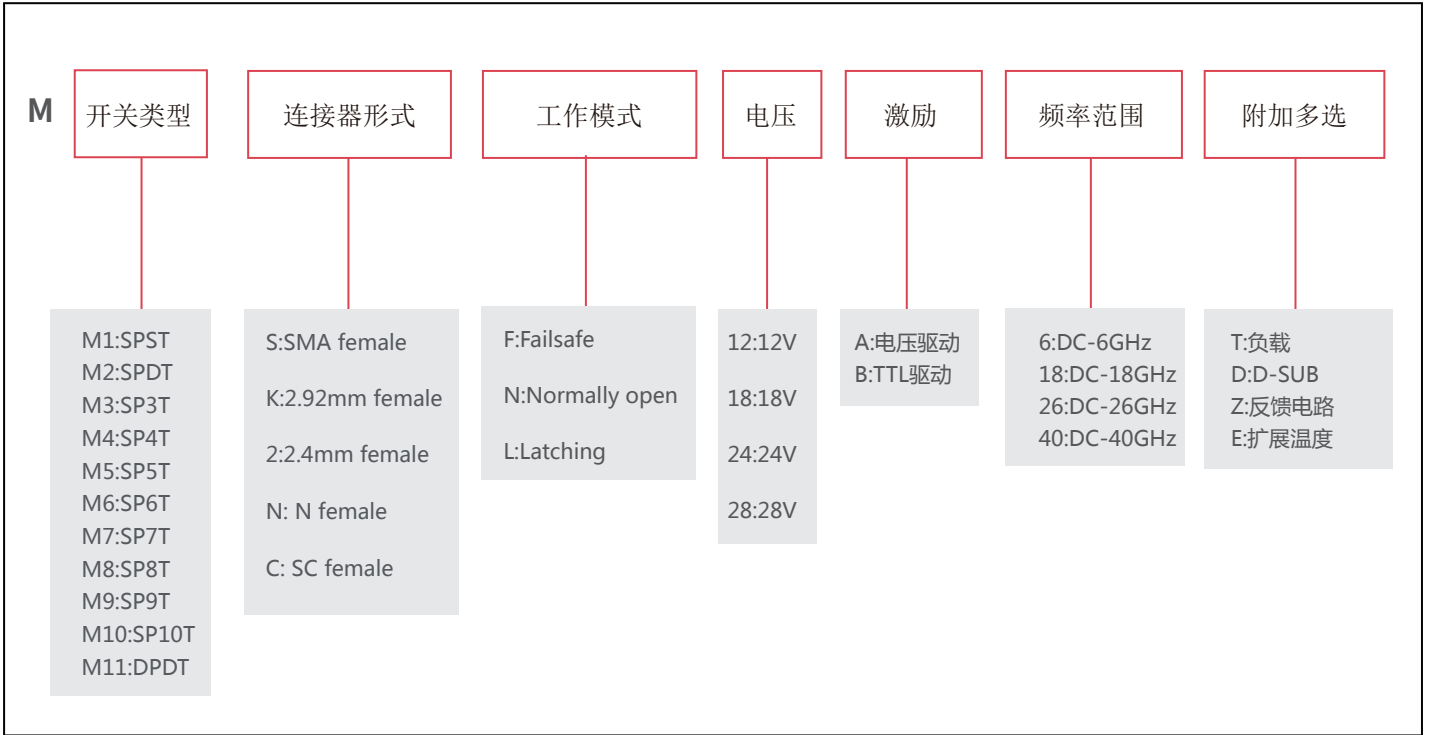 M
开关类型
连接器形式
工作模式
电压
激励
频率范围
附加多选
M1:SPST
M2:SPDT
M3:SP3T
M4:SP4T
M5:SP5T
M6:SP6T
M7:SP7T
M8:SP8T
M9:SP9T
M10:SP10T
M11:DPDT
S:SMA female
K:2.92mm female
2:2.4mm female
N: N female
C: SC female
F:Failsafe
N:Normally open
L:Latching
12:12V
18:18V
24:24V
28:28V
A:电压驱动
B:TTL驱动
6:DC-6GHz
18:DC-18GHz
26:DC-26GHz
40:DC-40GHz
T:负载
D:D-SUB
Z:反馈电路
E:扩展温度